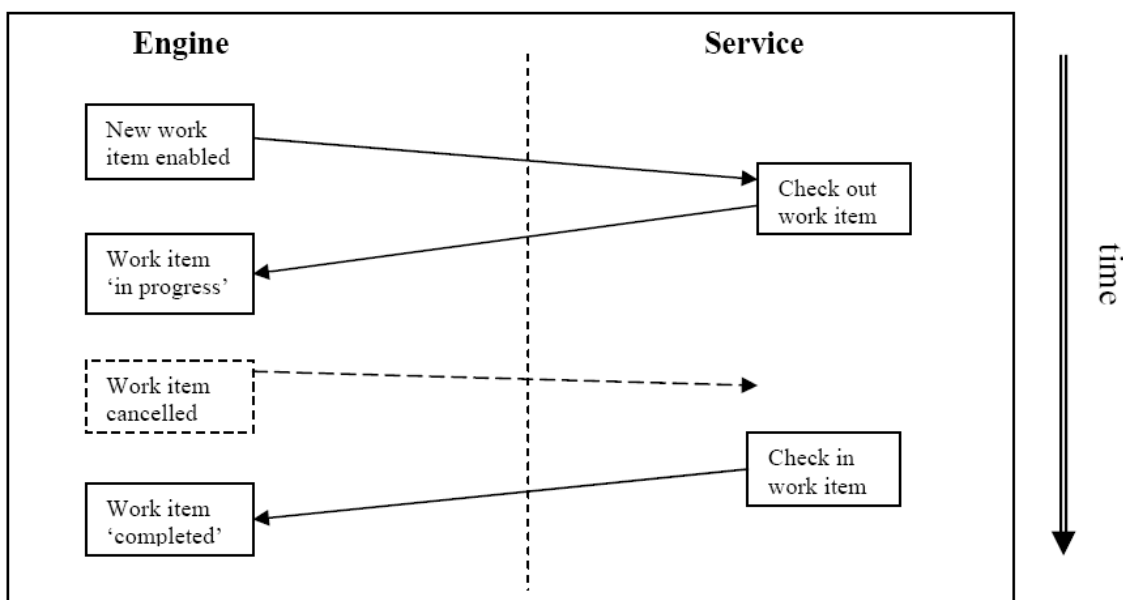 Engine
Service
New work
item enabled
Check out
work item
Work item
‘in progress’
Work item
cancelled
Check in
work item
Work item
‘completed’
time